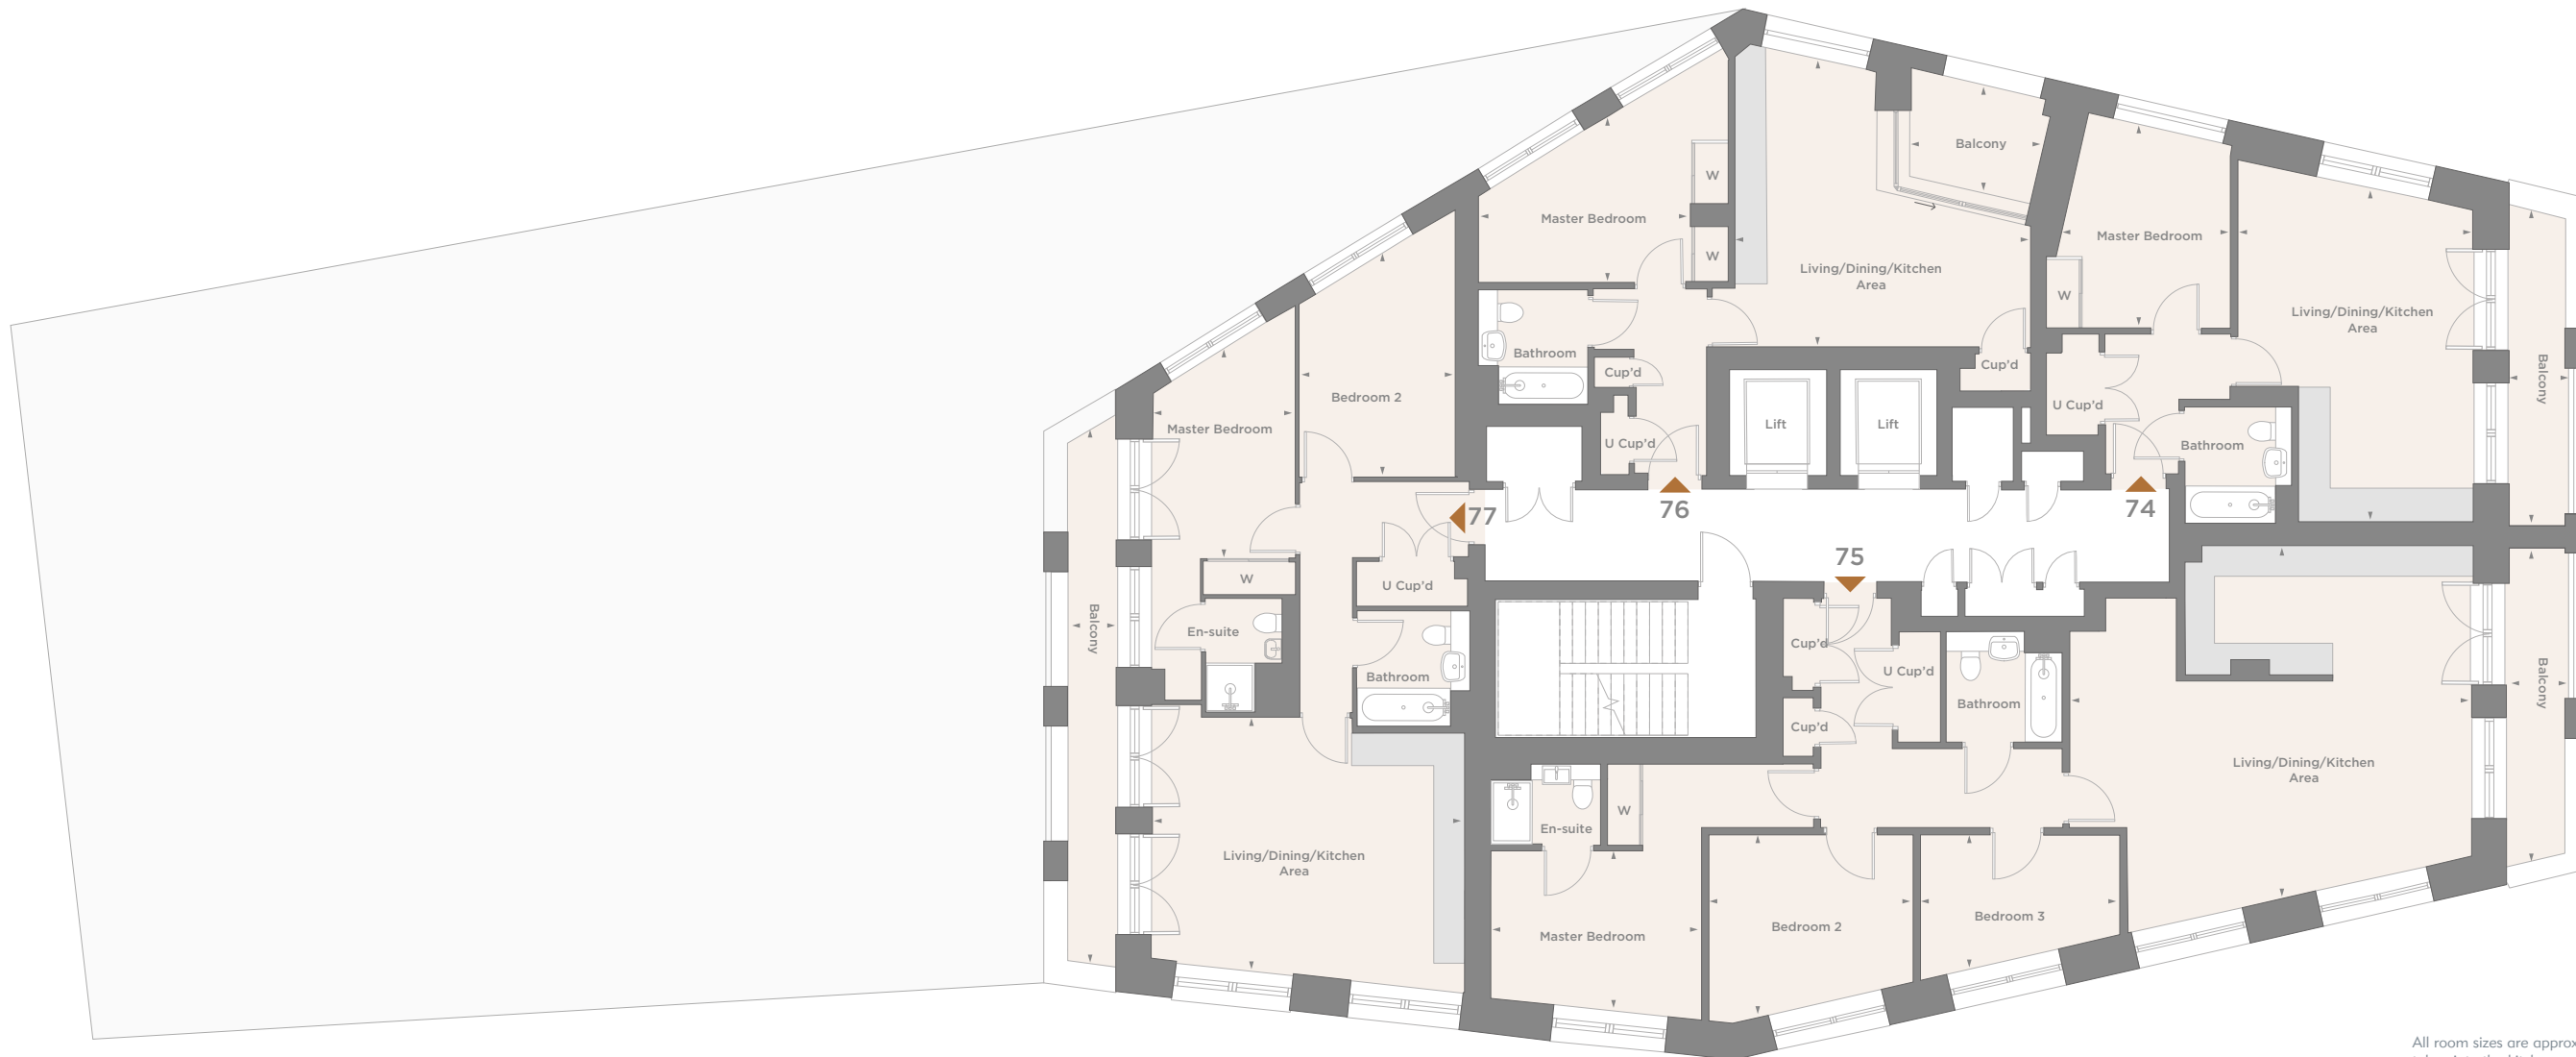 Balcony
W
Master Bedroom
W
Living/Dining/Kitchen
Area
Master Bedroom
W
Living/Dining/Kitchen
Area
Balcony
Bathroom
Cup'd
U Cup'd
Cup'd
U Cup'd
Bathroom
Lift
Lift
Bedroom 2
Master Bedroom
77
76
74
75
W
U Cup'd
Balcony
En-suite
Bathroom
Cup'd
U Cup'd
Cup'd
Bathroom
Balcony
Living/Dining/Kitchen
Area
Living/Dining/Kitchen
Area
En-suite
W
Master Bedroom
Bedroom 2
Bedroom 3
All room sizes are approx